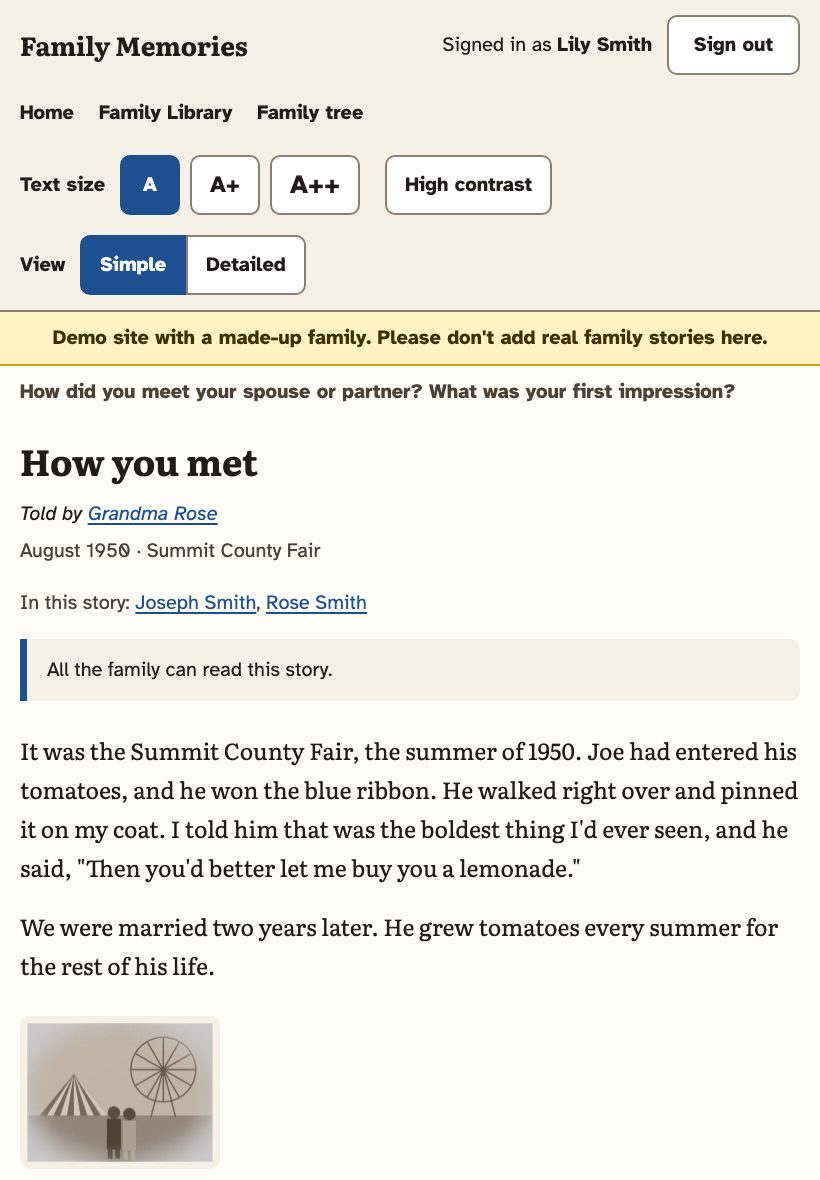 Family Memories
Signed in as Lily Smith
Sign out
Home Family Library Family tree
Text size A A+ A++ High contrast
View Simple Detailed
Demo site with a made-up family. Please don't add real family stories here.
How did you meet your spouse or partner? What was your first impression?
How you met
Told by Grandma Rose
August 1950 · Summit County Fair
In this story: Joseph Smith, Rose Smith
All the family can read this story.
It was the Summit County Fair, the summer of 1950. Joe had entered his
tomatoes, and he won the blue ribbon. He walked right over and pinned
it on my coat. I told him that was the boldest thing I'd ever seen, and he
said, "Then you'd better let me buy you a lemonade."
We were married two years later. He grew tomatoes every summer for
the rest of his life.